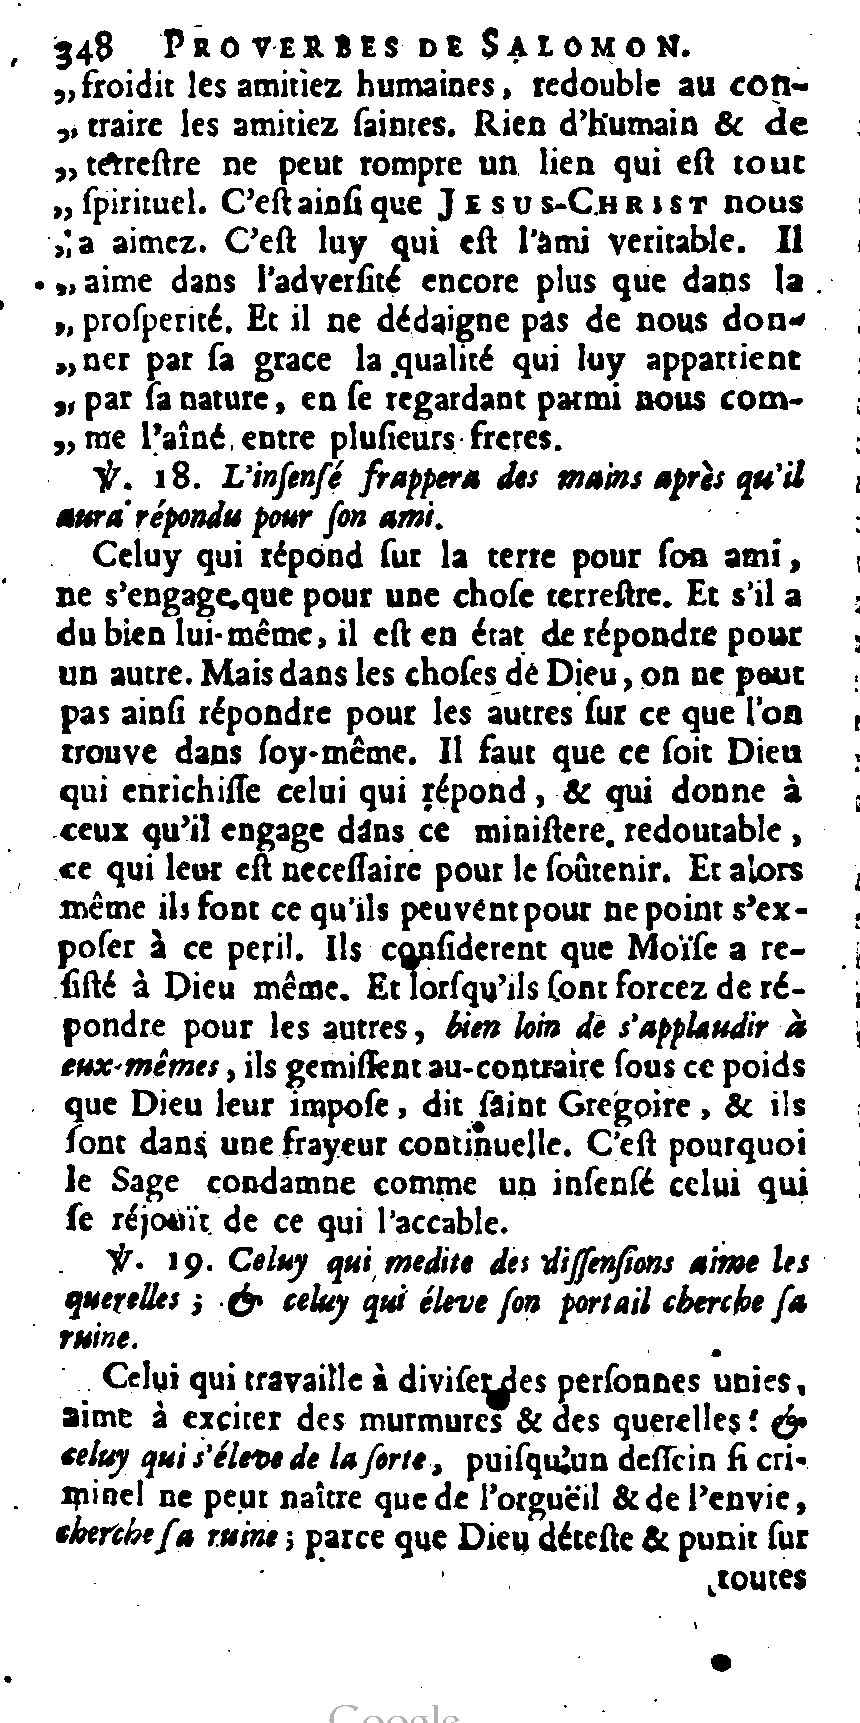 348 PROVERBES DE SALOMON.
„froidit les amitiez humaines, redouble au con-
„traire les amitiez ſaintes. Rien d'humain & de
„terreſtre ne peut rompre un lien qui eſt tout
„ſpirituel. C'eſt ainſi que JESUS-CHRIST nous
„a aimez. C'eſt luy qui eſt l'ami veritable. Il
„aime dans l'adverſité encore plus que dans la
„proſperité. Et il ne dédaigne pas de nous don-
„ner par ſa grace la qualité qui luy appartient
„par ſa nature, en ſe regardant parmi nous com-
„me l'aîné entre pluſieurs freres.
℣. 18. L'inſenſé frappera des mains après qu'il
aura répondu pour ſon ami.
Celuy qui répond ſur la terre pour ſon ami,
ne s'engage que pour une choſe terreſtre. Et s'il a
du bien lui-même, il eſt en état de répondre pour
un autre. Mais dans les choſes de Dieu, on ne peut
pas ainſi répondre pour les autres ſur ce que l'on
trouve dans ſoy-même. Il faut que ce ſoit Dieu
qui enrichiſſe celui qui répond, & qui donne à
ceux qu'il engage dans ce miniſtere redoutable,
ce qui leur eſt neceſſaire pour le ſoûtenir. Et alors
même ils font ce qu'ils peuvent pour ne point s'ex-
poſer à ce peril. Ils conſiderent que Moïſe a re-
ſiſté à Dieu même. Et lorſqu'ils ſont forcez de ré-
pondre pour les autres, bien loin de s'applaudir à
eux-mêmes, ils gemiſſent au-contraire ſous ce poids
que Dieu leur impoſe, dit ſaint Gregoire, & ils
ſont dans une frayeur continuelle. C'eſt pourquoi
le Sage condamne comme un inſenſé celui qui
ſe réjouït de ce qui l'accable.
℣. 19. Celuy qui medite des diſſenſions aime les
querelles ; & celuy qui éleve ſon portail cherche ſa
ruine.
Celui qui travaille à diviſer des perſonnes unies,
aime à exciter des murmures & des querelles : &
celuy qui s'éleve de la ſorte, puiſqu'un deſſein ſi cri-
minel ne peut naître que de l'orgueïl & de l'envie,
cherche ſa ruine ; parce que Dieu déteſte & punit ſur
toutes
Google